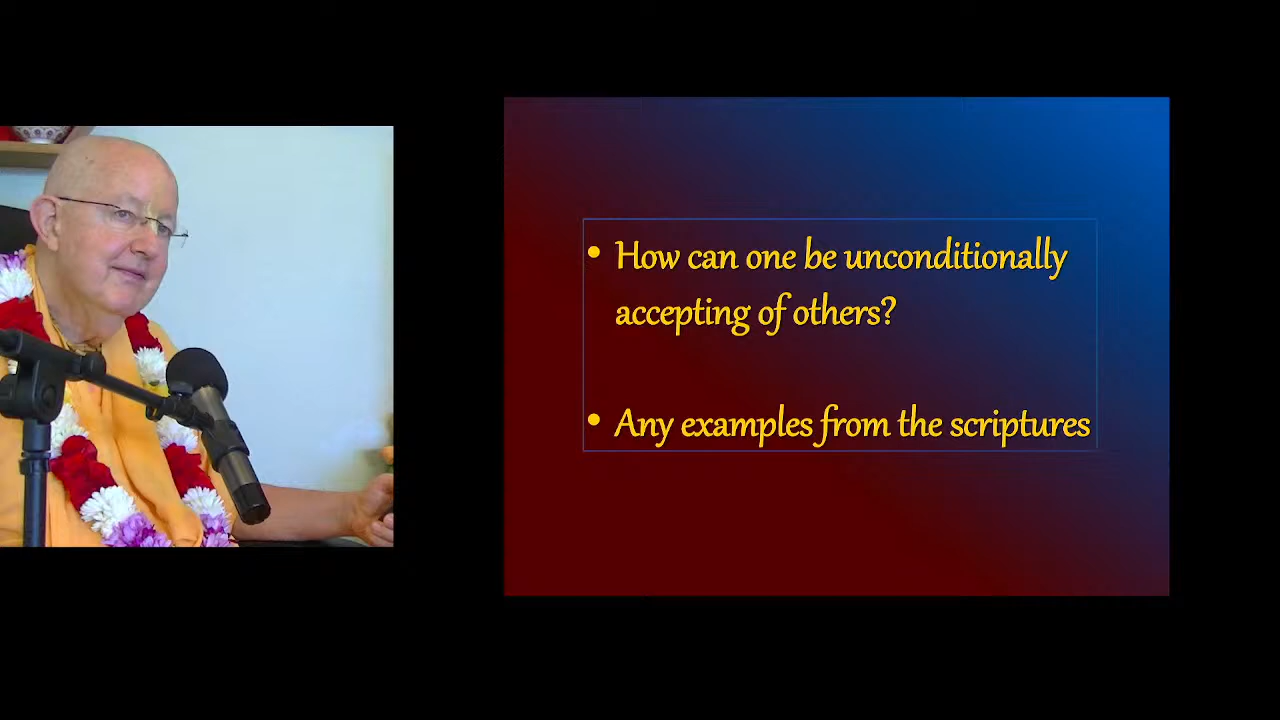 • How can one be unconditionally
accepting of others?
• Any examples from the scriptures